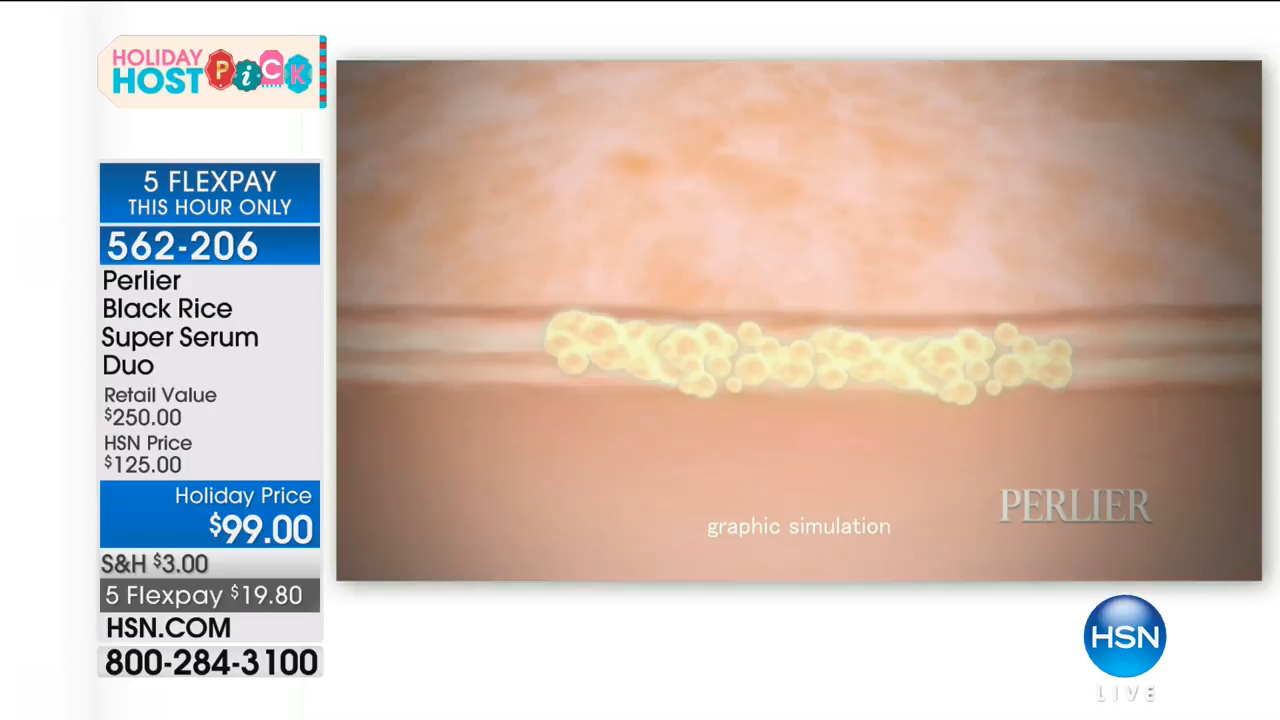 HOLIDAY
HOST PiCK
5 FLEXPAY
THIS HOUR ONLY
562-206
Perlier
Black Rice
Super Serum
Duo
Retail Value
$250.00
HSN Price
$125.00
Holiday Price
$99.00
S&H $3.00
5 Flexpay $19.80
HSN.COM
800-284-3100
graphic simulation
PERLIER
HSN
LIVE